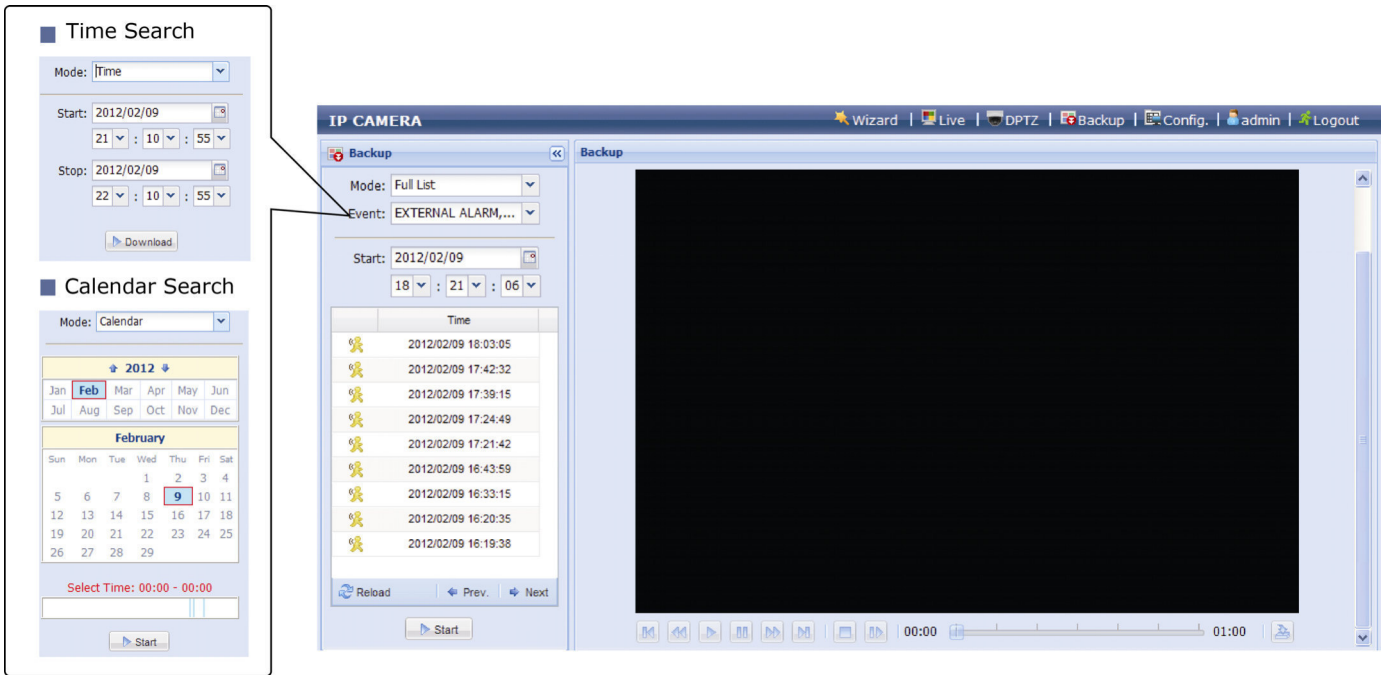 Time Search
Mode: Time
Start: 2012/02/09
21 : 10 : 55
Stop: 2012/02/09
22 : 10 : 55
Download
Calendar Search
Mode: Calendar
2012
Jan Feb Mar Apr May Jun
Jul Aug Sep Oct Nov Dec
February
Sun Mon Tue Wed Thu Fri Sat
1 2 3 4
5 6 7 8 9 10 11
12 13 14 15 16 17 18
19 20 21 22 23 24 25
26 27 28 29
Select Time: 00:00 - 00:00
Start
IP CAMERA
Wizard | Live | DPTZ | Backup | Config. | admin | Logout
Backup
Mode: Full List
Event: EXTERNAL ALARM,...
Start: 2012/02/09
18 : 21 : 06
Time
2012/02/09 18:03:05
2012/02/09 17:42:32
2012/02/09 17:39:15
2012/02/09 17:24:49
2012/02/09 17:21:42
2012/02/09 16:43:59
2012/02/09 16:33:15
2012/02/09 16:20:35
2012/02/09 16:19:38
Reload Prev. Next
Start
Backup
00:00 01:00